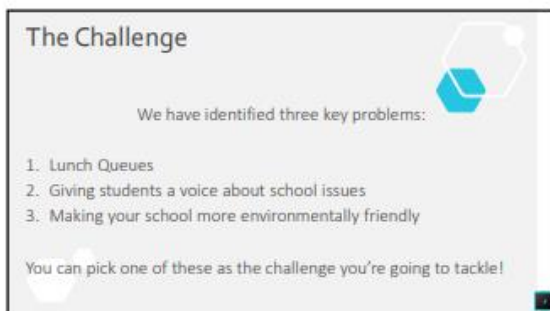 The Challenge
We have identified three key problems:
1. Lunch Queues
2. Giving students a voice about school issues
3. Making your school more environmentally friendly
You can pick one of these as the challenge you're going to tackle!